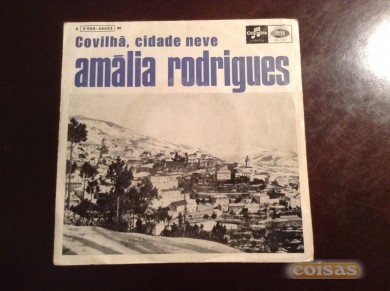 Covilhã, cidade neve
amália rodrigues
coisas